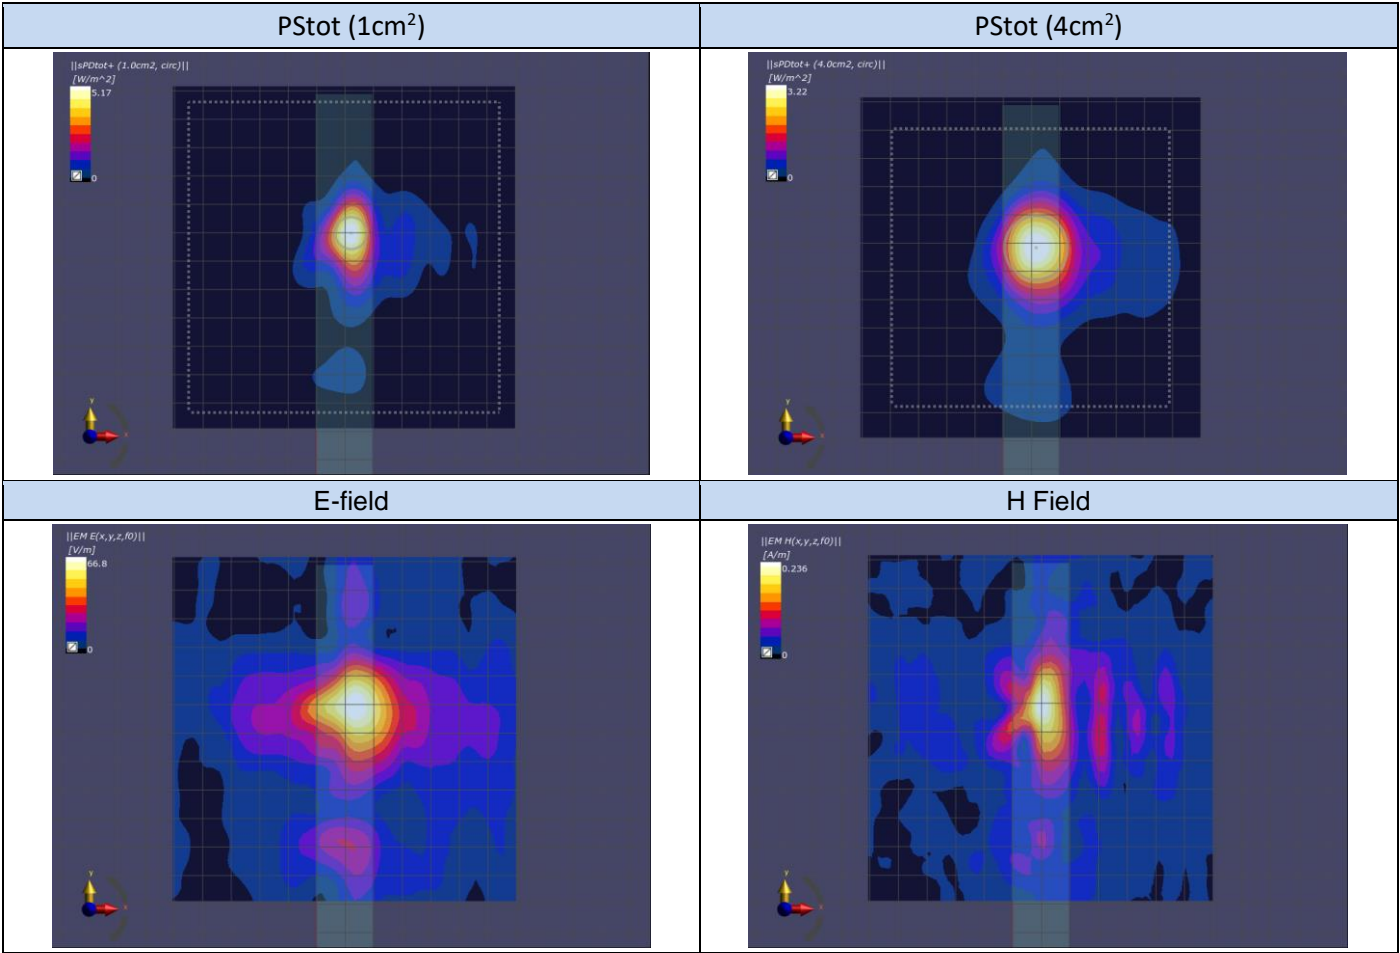 PStot (1cm²)
PStot (4cm²)
||sPDtot+ (1.0cm2, circ)||
[W/m^2]
5.17
0
y
x
||sPDtot+ (4.0cm2, circ)||
[W/m^2]
3.22
0
y
x
E-field
H Field
||EM E(x,y,z,f0)||
[V/m]
66.8
0
y
x
||EM H(x,y,z,f0)||
[A/m]
0.236
0
y
x